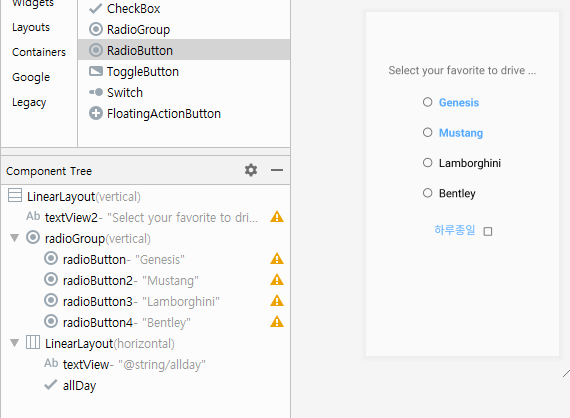 Widgets
Layouts
Containers
Google
Legacy
CheckBox
RadioGroup
RadioButton
ToggleButton
Switch
FloatingActionButton
Component Tree
LinearLayout(vertical)
Ab textView2- "Select your favorite to dri...
radioGroup(vertical)
radioButton- "Genesis"
radioButton2- "Mustang"
radioButton3- "Lamborghini"
radioButton4- "Bentley"
LinearLayout(horizontal)
Ab textView- "@string/allday"
allDay
Select your favorite to drive ...
Genesis
Mustang
Lamborghini
Bentley
하루종일